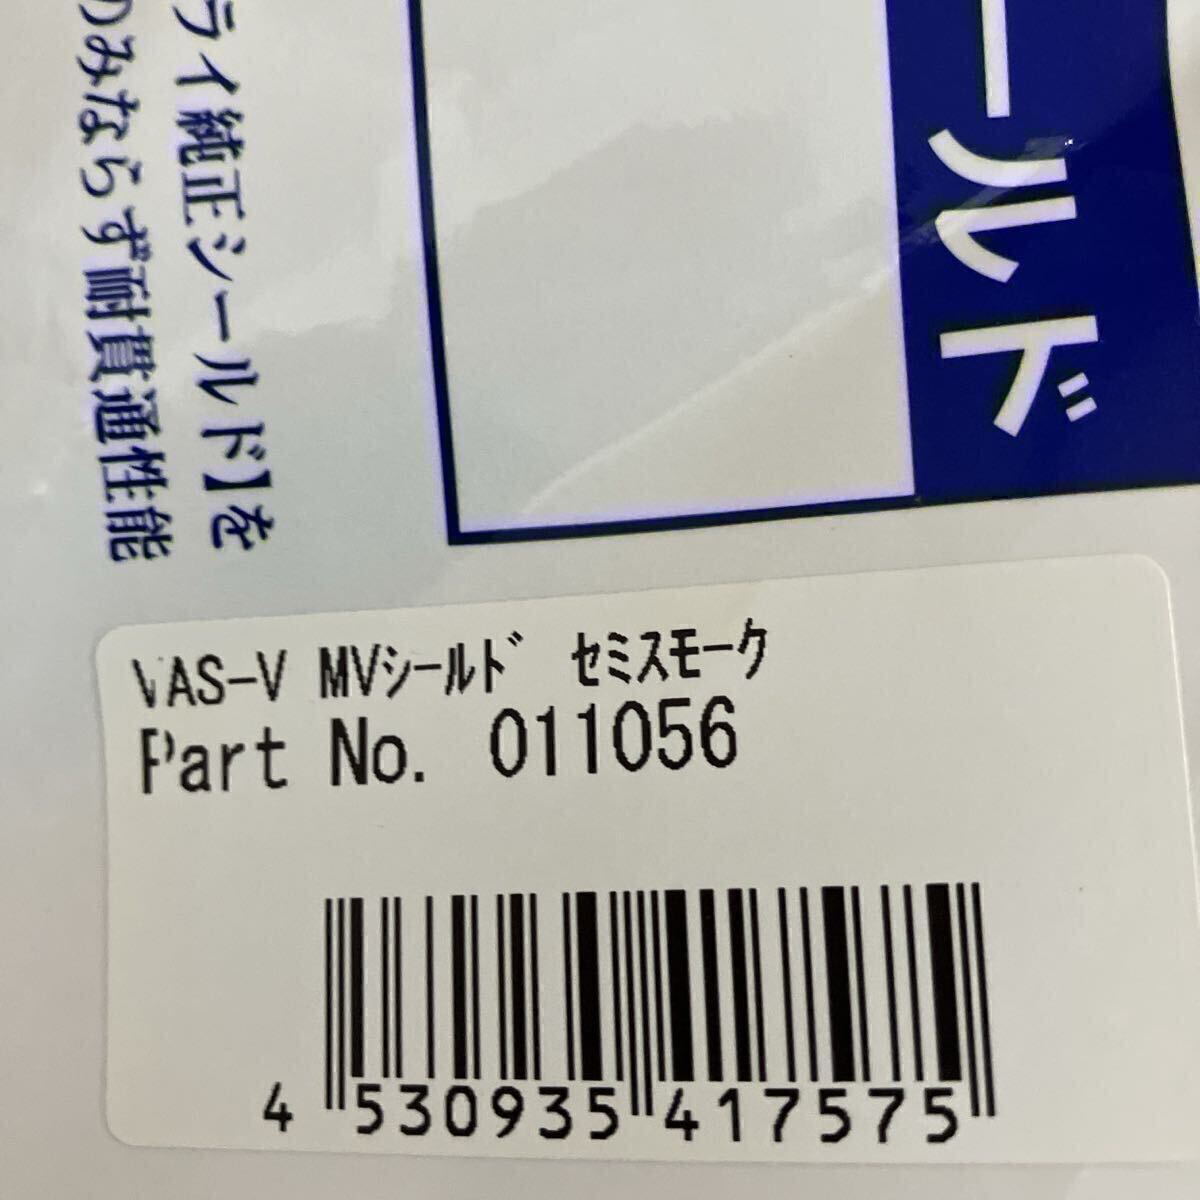 ールド
ライ純正シールド】を
のみならず耐貫通性能
VAS-V MVシールド セミスモーク
Part No. 011056
4 530935 417575